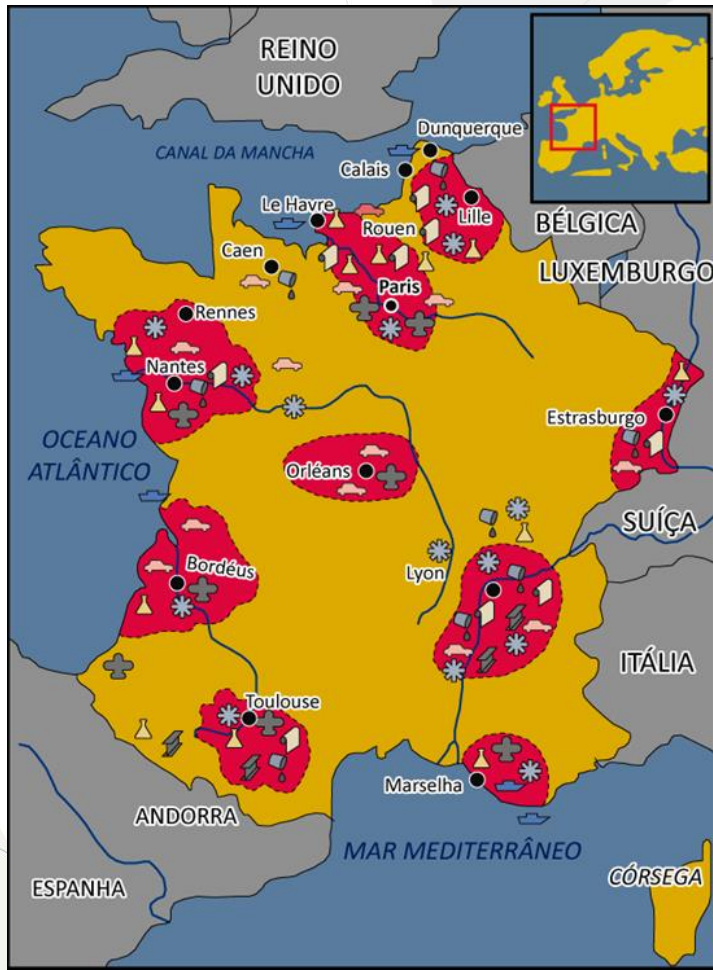 REINO
UNIDO
Dunquerque
CANAL DA MANCHA
Calais
Le Havre
Lille
Rouen
BÉLGICA
Caen
LUXEMBURGO
Paris
Rennes
Nantes
Estrasburgo
OCEANO
ATLÂNTICO
Orléans
SUÍÇA
Lyon
Bordéus
ITÁLIA
Toulouse
Marselha
ANDORRA
MAR MEDITERRÂNEO
CÓRSEGA
ESPANHA